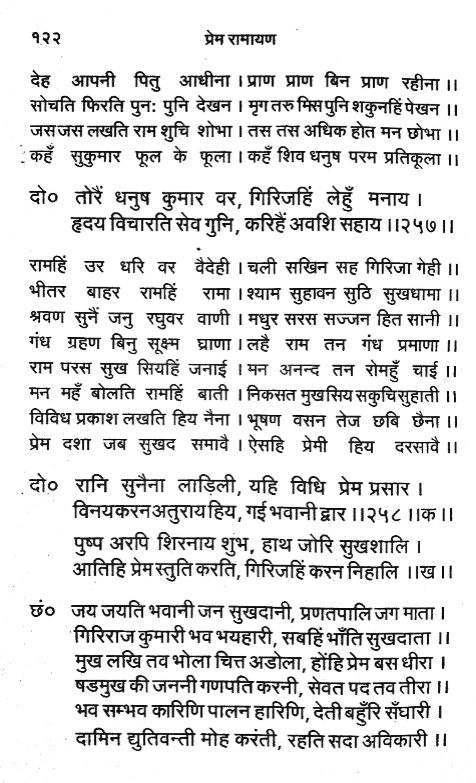 १२२ प्रेम रामायण
देह आपनी पितु आधीना । प्राण प्राण बिन प्राण रहीना ।।
सोचति फिरति पुनः पुनि देखन । मृग तरु मिस पुनि शकुनहिं पेखन ।।
जस जस लखति राम शुचि शोभा । तस तस अधिक होत मन छोभा ।।
कहँ सुकुमार फूल के फूला । कहँ शिव धनुष परम प्रतिकूला ।।
दो० तोरैं धनुष कुमार वर, गिरिजहिं लेहुँ मनाय ।
हृदय विचारति सेव गुनि, करिहैं अवशि सहाय ।।२५७।।
रामहिं उर धरि वर वैदेही । चली सखिन सह गिरिजा गेही ।।
भीतर बाहर रामहिं रामा । श्याम सुहावन सुठि सुखधामा ।।
श्रवण सुनैं जनु रघुवर वाणी । मधुर सरस सज्जन हित सानी ।।
गंध ग्रहण बिनु सूक्ष्म घ्राणा । लहै राम तन गंध प्रमाणा ।।
राम परस सुख सियहिं जनाई । मन अनन्द तन रोमहुँ चाई ।।
मन महँ बोलति रामहिं बाती । निकसत मुख सिय सकुचि सुहाती ।।
विविध प्रकाश लखति हिय नैना । भूषण वसन तेज छबि छैना ।।
प्रेम दशा जब सुखद समावै । ऐसहि प्रेमी हिय दरसावै ।।
दो० रानि सुनैना लाड़िली, यहि विधि प्रेम प्रसार ।
विनय करन अतुराय हिय, गई भवानी द्वार ।।२५८ ।।क।।
पुष्प अरपि शिरनाय शुभ, हाथ जोरि सुखशालि ।
आतिहि प्रेम स्तुति करति, गिरिजहिं करन निहालि ।।ख।।
छं० जय जयति भवानी जन सुखदानी, प्रणतपालि जग माता ।
गिरिराज कुमारी भव भयहारी, सबहिं भाँति सुखदाता ।।
मुख लखि तव भोला चित्त अडोला, होंहि प्रेम बस धीरा ।
षडमुख की जननी गणपति करनी, सेवत पद तव तीरा ।।
भव सम्भव कारिणि पालन हारिणि, देती बहुँरि सँघारी ।
दामिन द्युतिवन्ती मोह करंती, रहति सदा अविकारी ।।